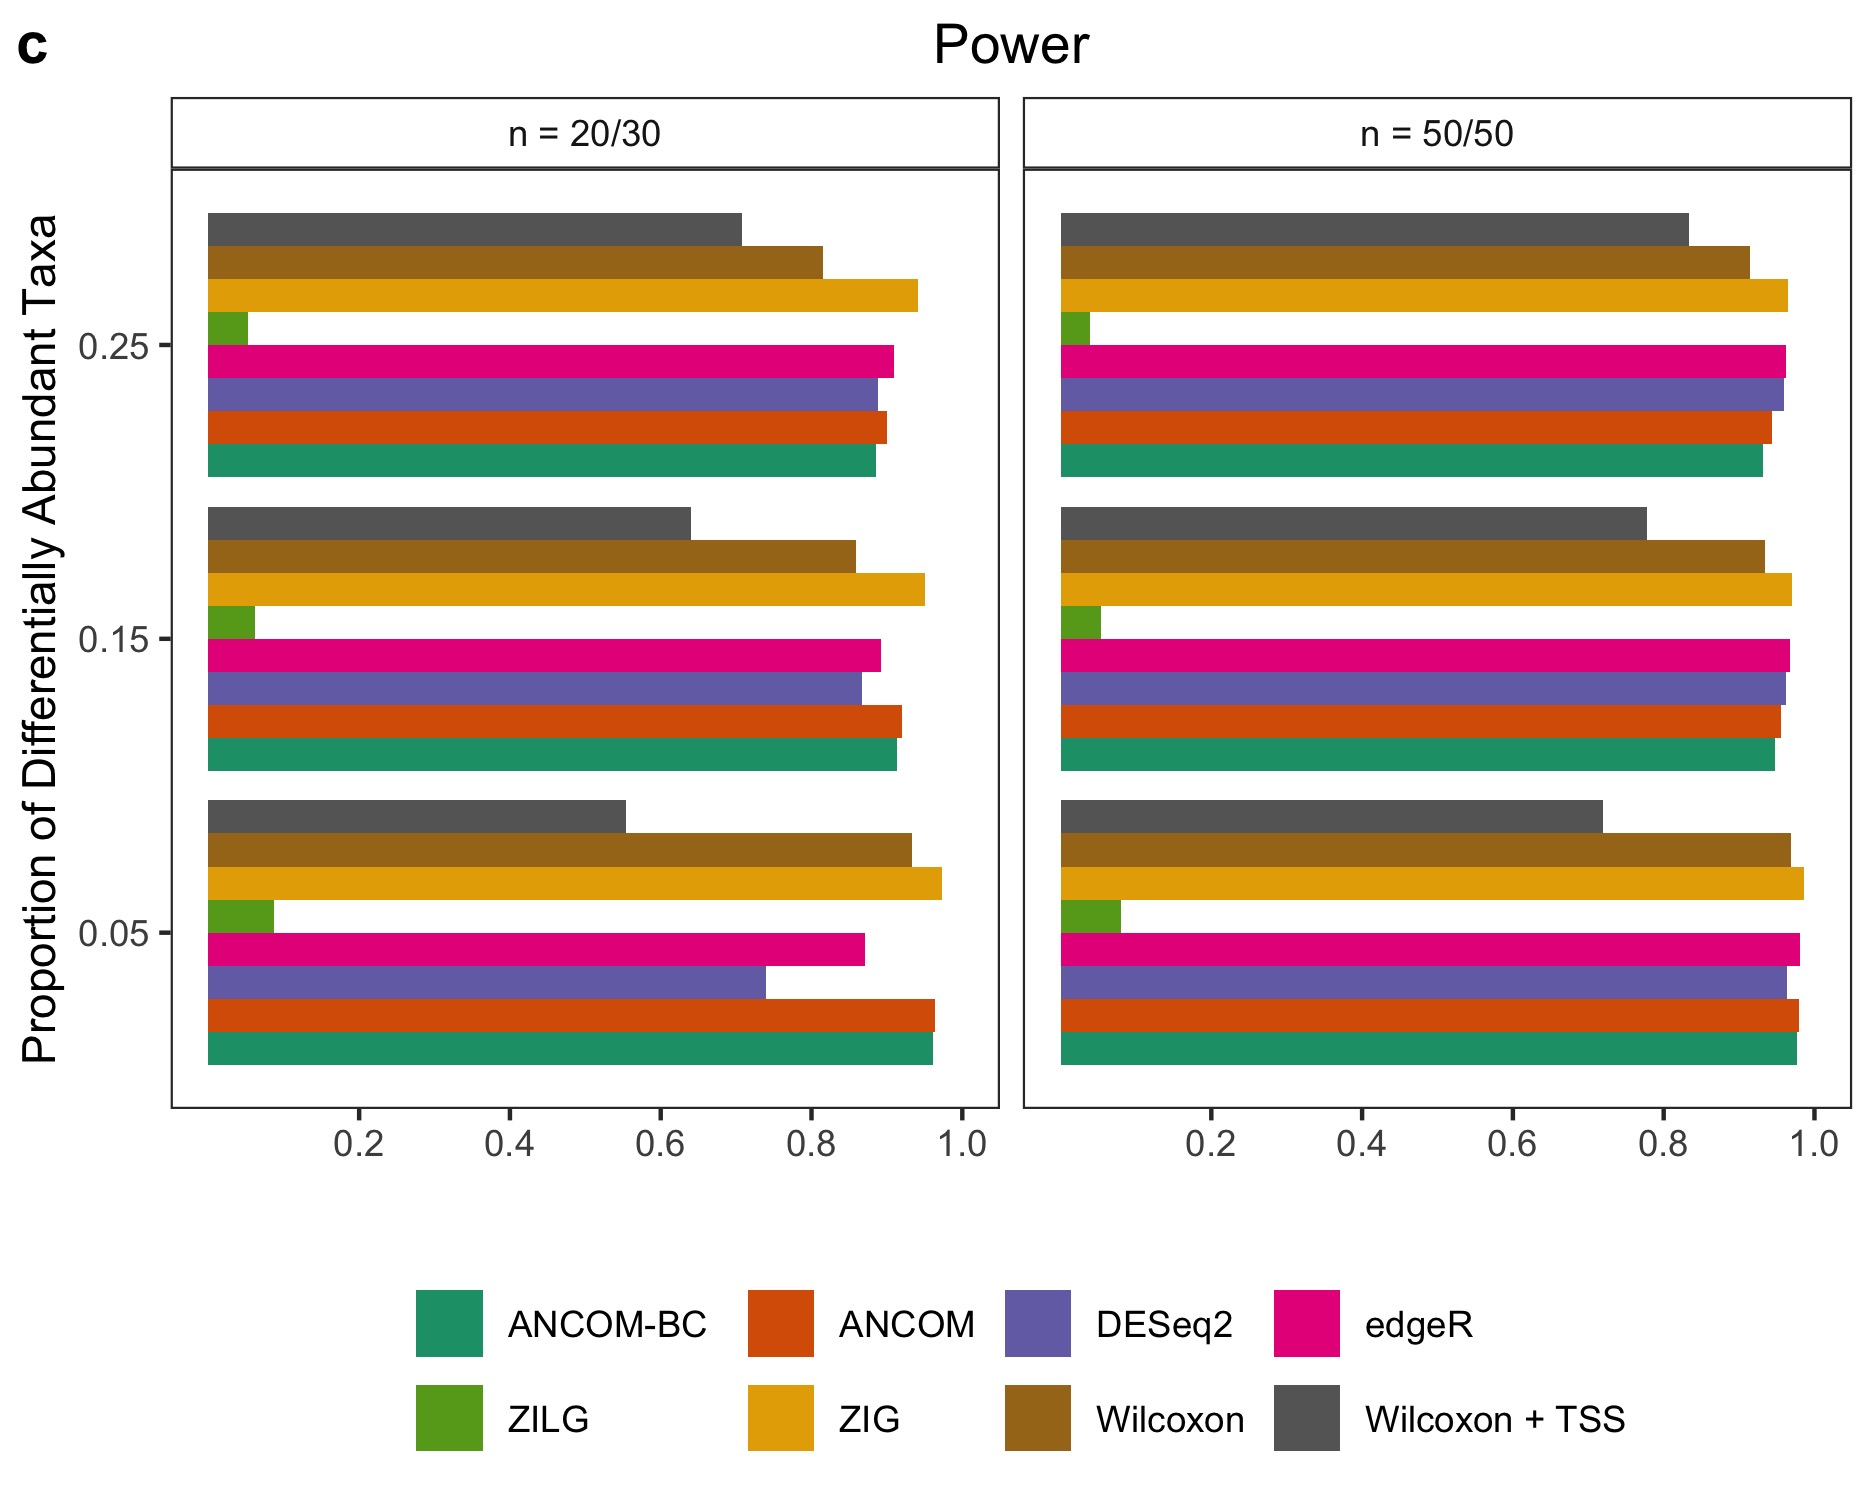 c
Power
n = 20/30
n = 50/50
Proportion of Differentially Abundant Taxa
0.25
0.15
0.05
0.2 0.4 0.6 0.8 1.0
0.2 0.4 0.6 0.8 1.0
ANCOM-BC ANCOM DESeq2 edgeR
ZILG ZIG Wilcoxon Wilcoxon + TSS